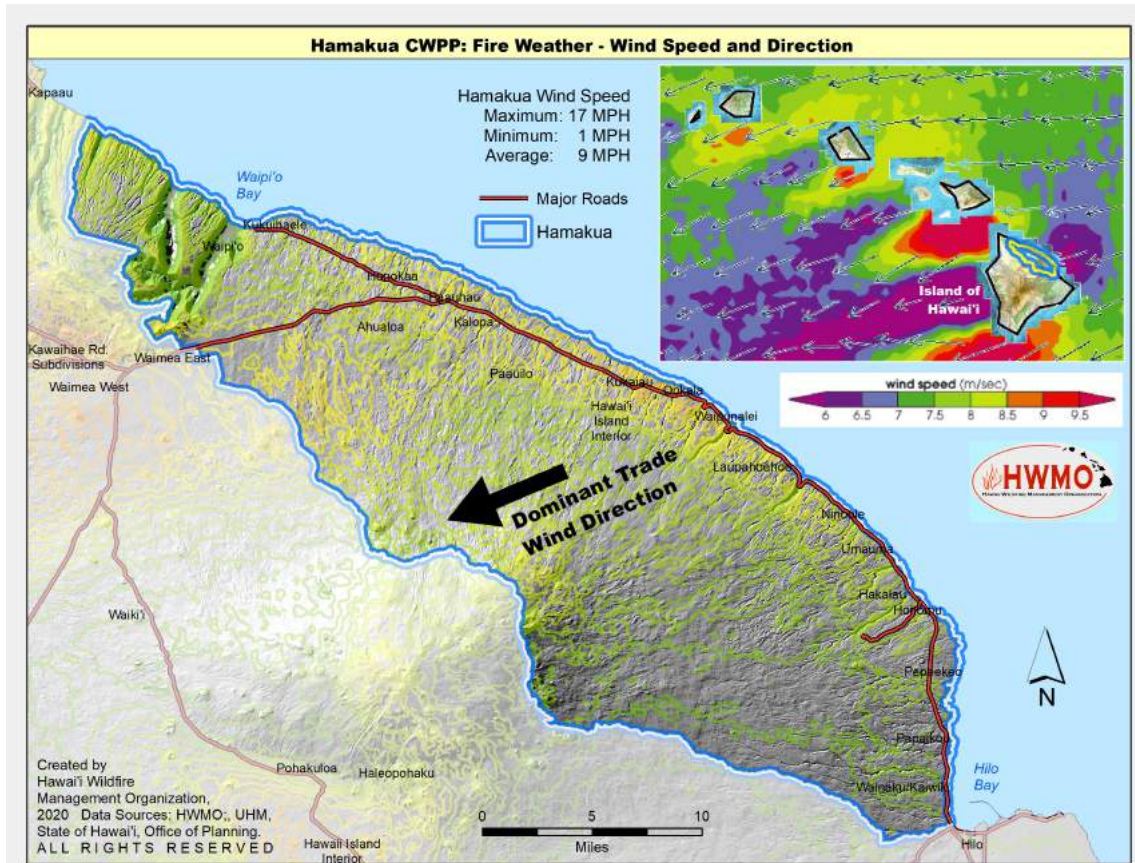 Hamakua CWPP: Fire Weather - Wind Speed and Direction
Kapaau
Hamakua Wind Speed
Maximum: 17 MPH
Minimum: 1 MPH
Average: 9 MPH
Major Roads
Hamakua
Waipi'o
Bay
Kukuihaele
Waipi'o
Honokaa
Paauhau
Ahualoa
Kalopa
Kawaihae Rd.
Subdivisions
Waimea East
Waimea West
Paauilo
Kukaiau
Ookala
Hawai'i
Island
Interior
Waipunalei
Laupahoehoe
Island of
Hawai'i
wind speed (m/sec)
6 6.5 7 7.5 8 8.5 9 9.5
HWMO
HAWAII WILDFIRE MANAGEMENT ORGANIZATION
Dominant Trade
Wind Direction
Ninole
Umauma
Hakalau
Honomu
Waiki'i
Pepeekeo
N
Papaikou
Pohakuloa
Haleopohaku
Wainaku/Kaiwiki
Hilo
Bay
Hilo
Hawaii Island
Interior
0 5 10
Miles
Created by
Hawai'i Wildfire
Management Organization,
2020 Data Sources: HWMO;, UHM,
State of Hawai'i, Office of Planning.
ALL RIGHTS RESERVED